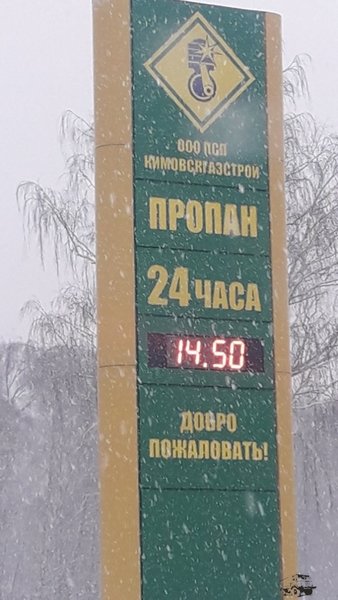 ООО ПСП
КИМОВСКГАЗСТРОЙ
ПРОПАН
24 ЧАСА
14.50
ДОБРО
ПОЖАЛОВАТЬ!